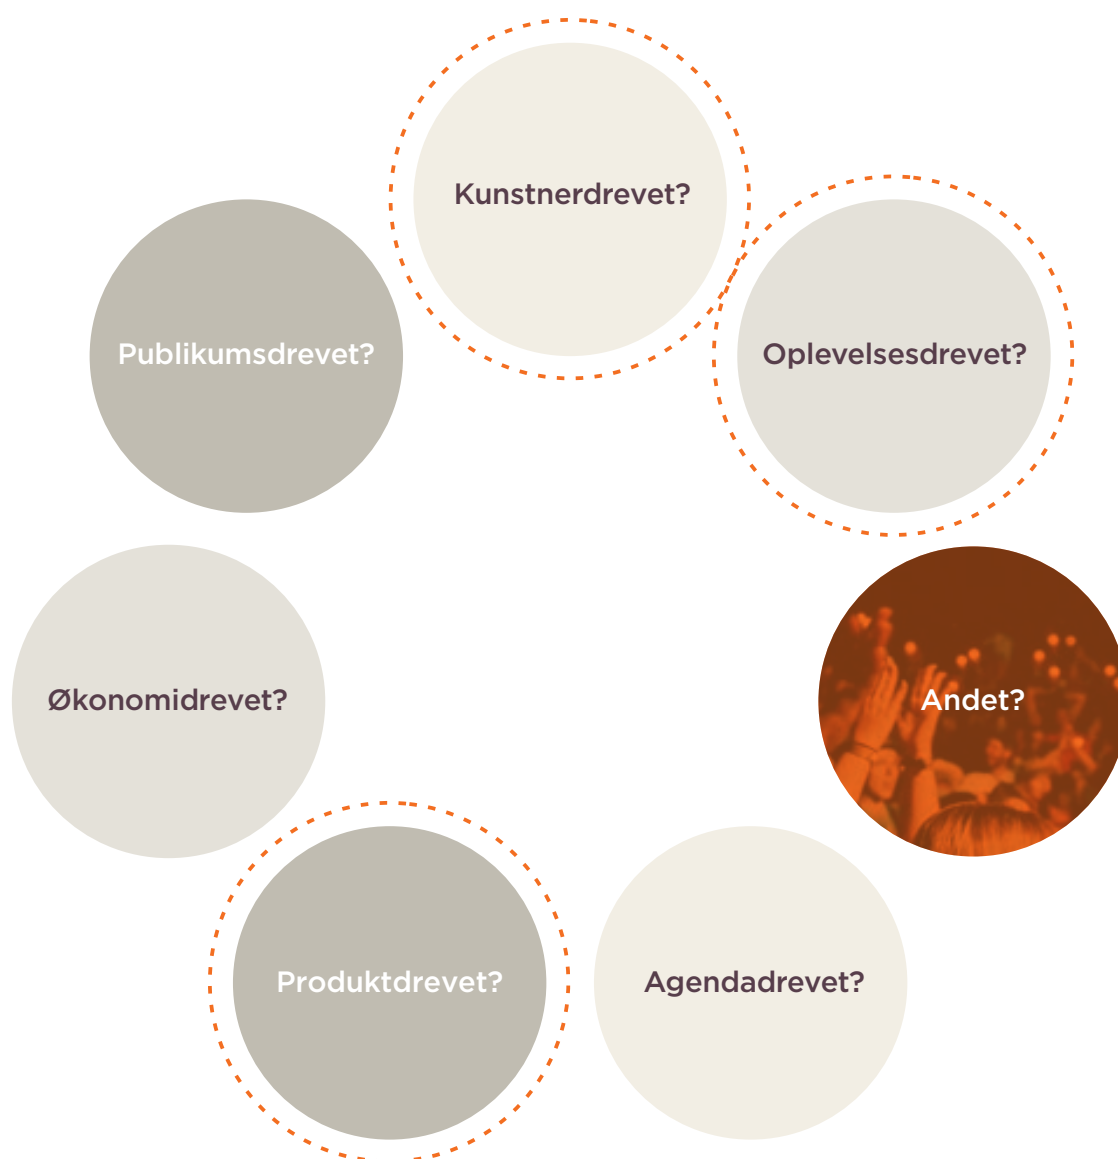 Kunstnerdrevet?
Publikumsdrevet?
Oplevelsesdrevet?
Økonomidrevet?
Andet?
Produktdrevet?
Agendadrevet?